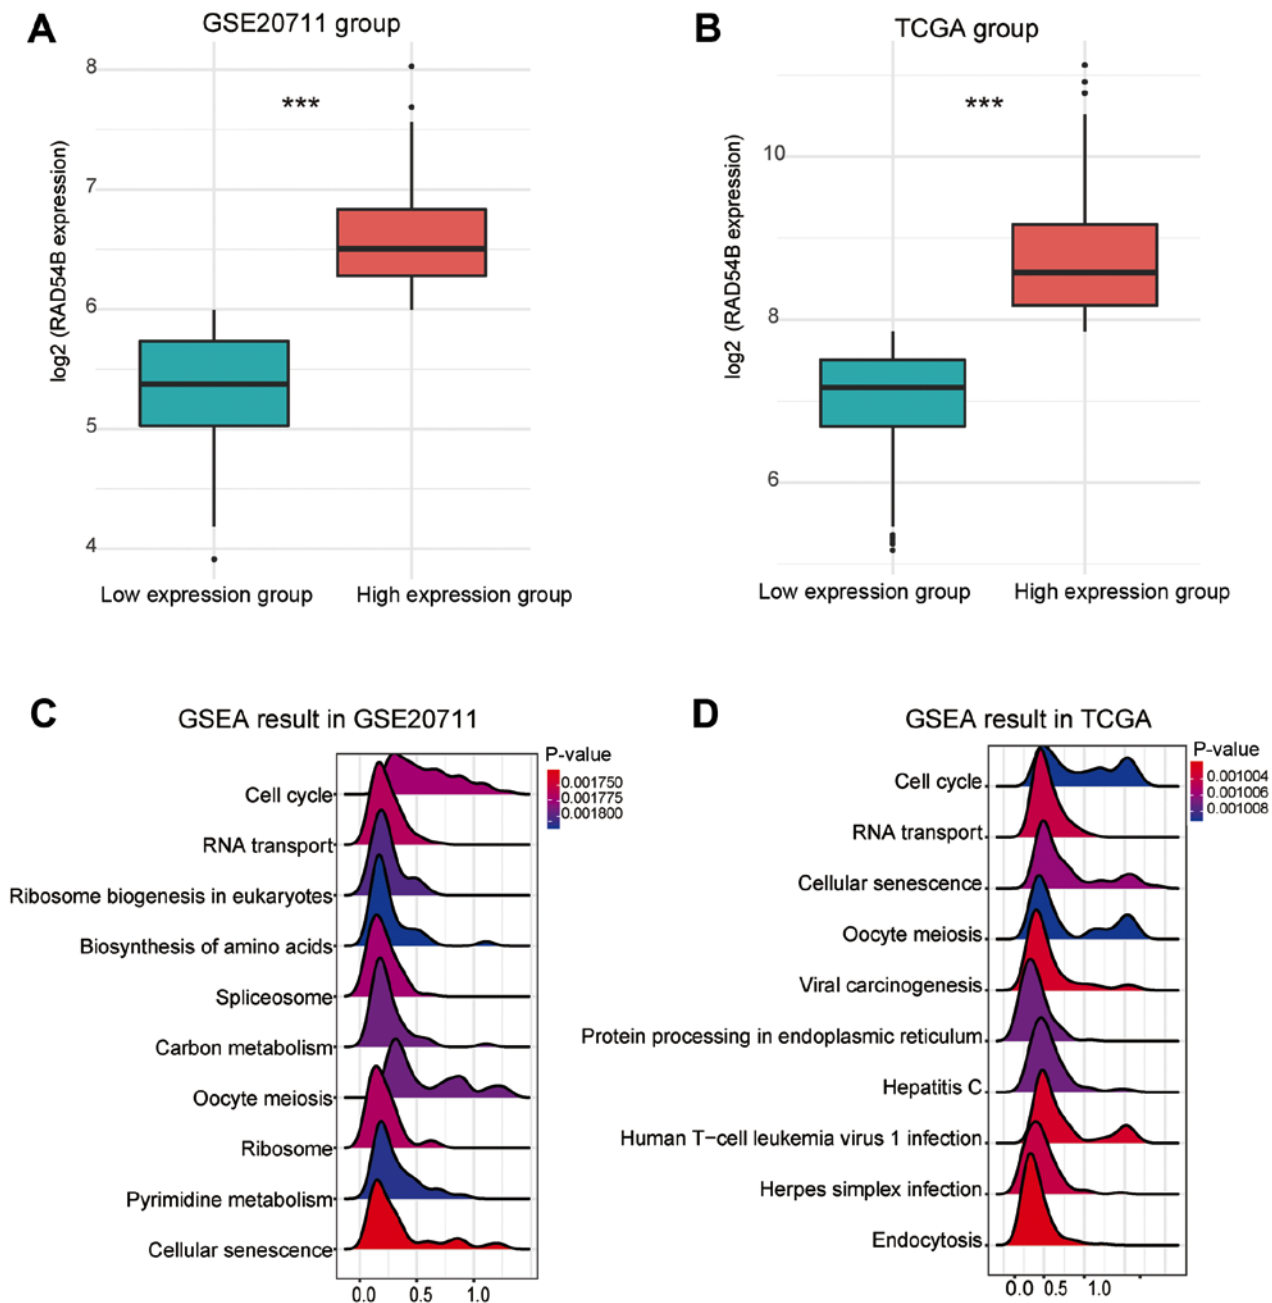 A
GSE20711 group
8
7
6
5
4
log2 (RAD54B expression)
***
Low expression group
High expression group
B
TCGA group
10
8
6
log2 (RAD54B expression)
***
Low expression group
High expression group
C
GSEA result in GSE20711
Cell cycle
RNA transport
Ribosome biogenesis in eukaryotes
Biosynthesis of amino acids
Spliceosome
Carbon metabolism
Oocyte meiosis
Ribosome
Pyrimidine metabolism
Cellular senescence
0.0 0.5 1.0
P-value
0.001750
0.001775
0.001800
D
GSEA result in TCGA
Cell cycle
RNA transport
Cellular senescence
Oocyte meiosis
Viral carcinogenesis
Protein processing in endoplasmic reticulum
Hepatitis C
Human T−cell leukemia virus 1 infection
Herpes simplex infection
Endocytosis
0.0 0.5 1.0
P-value
0.001004
0.001006
0.001008